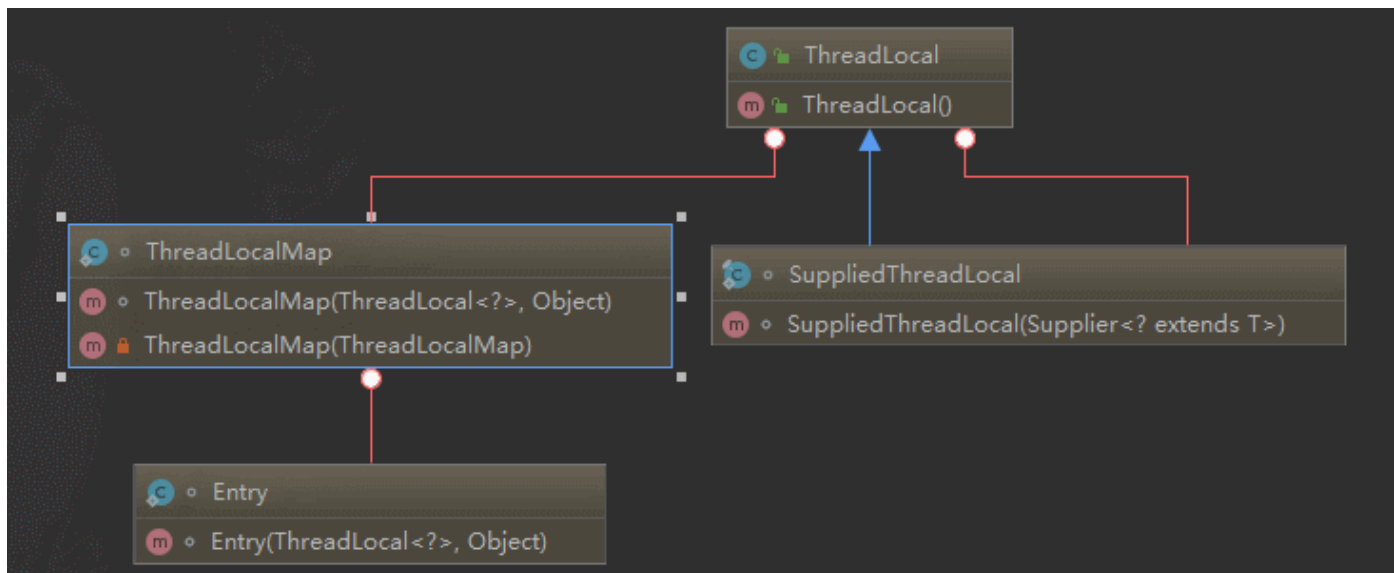 ThreadLocal
ThreadLocal()
ThreadLocalMap
ThreadLocalMap(ThreadLocal<?>, Object)
ThreadLocalMap(ThreadLocalMap)
SuppliedThreadLocal
SuppliedThreadLocal(Supplier<? extends T>)
Entry
Entry(ThreadLocal<?>, Object)